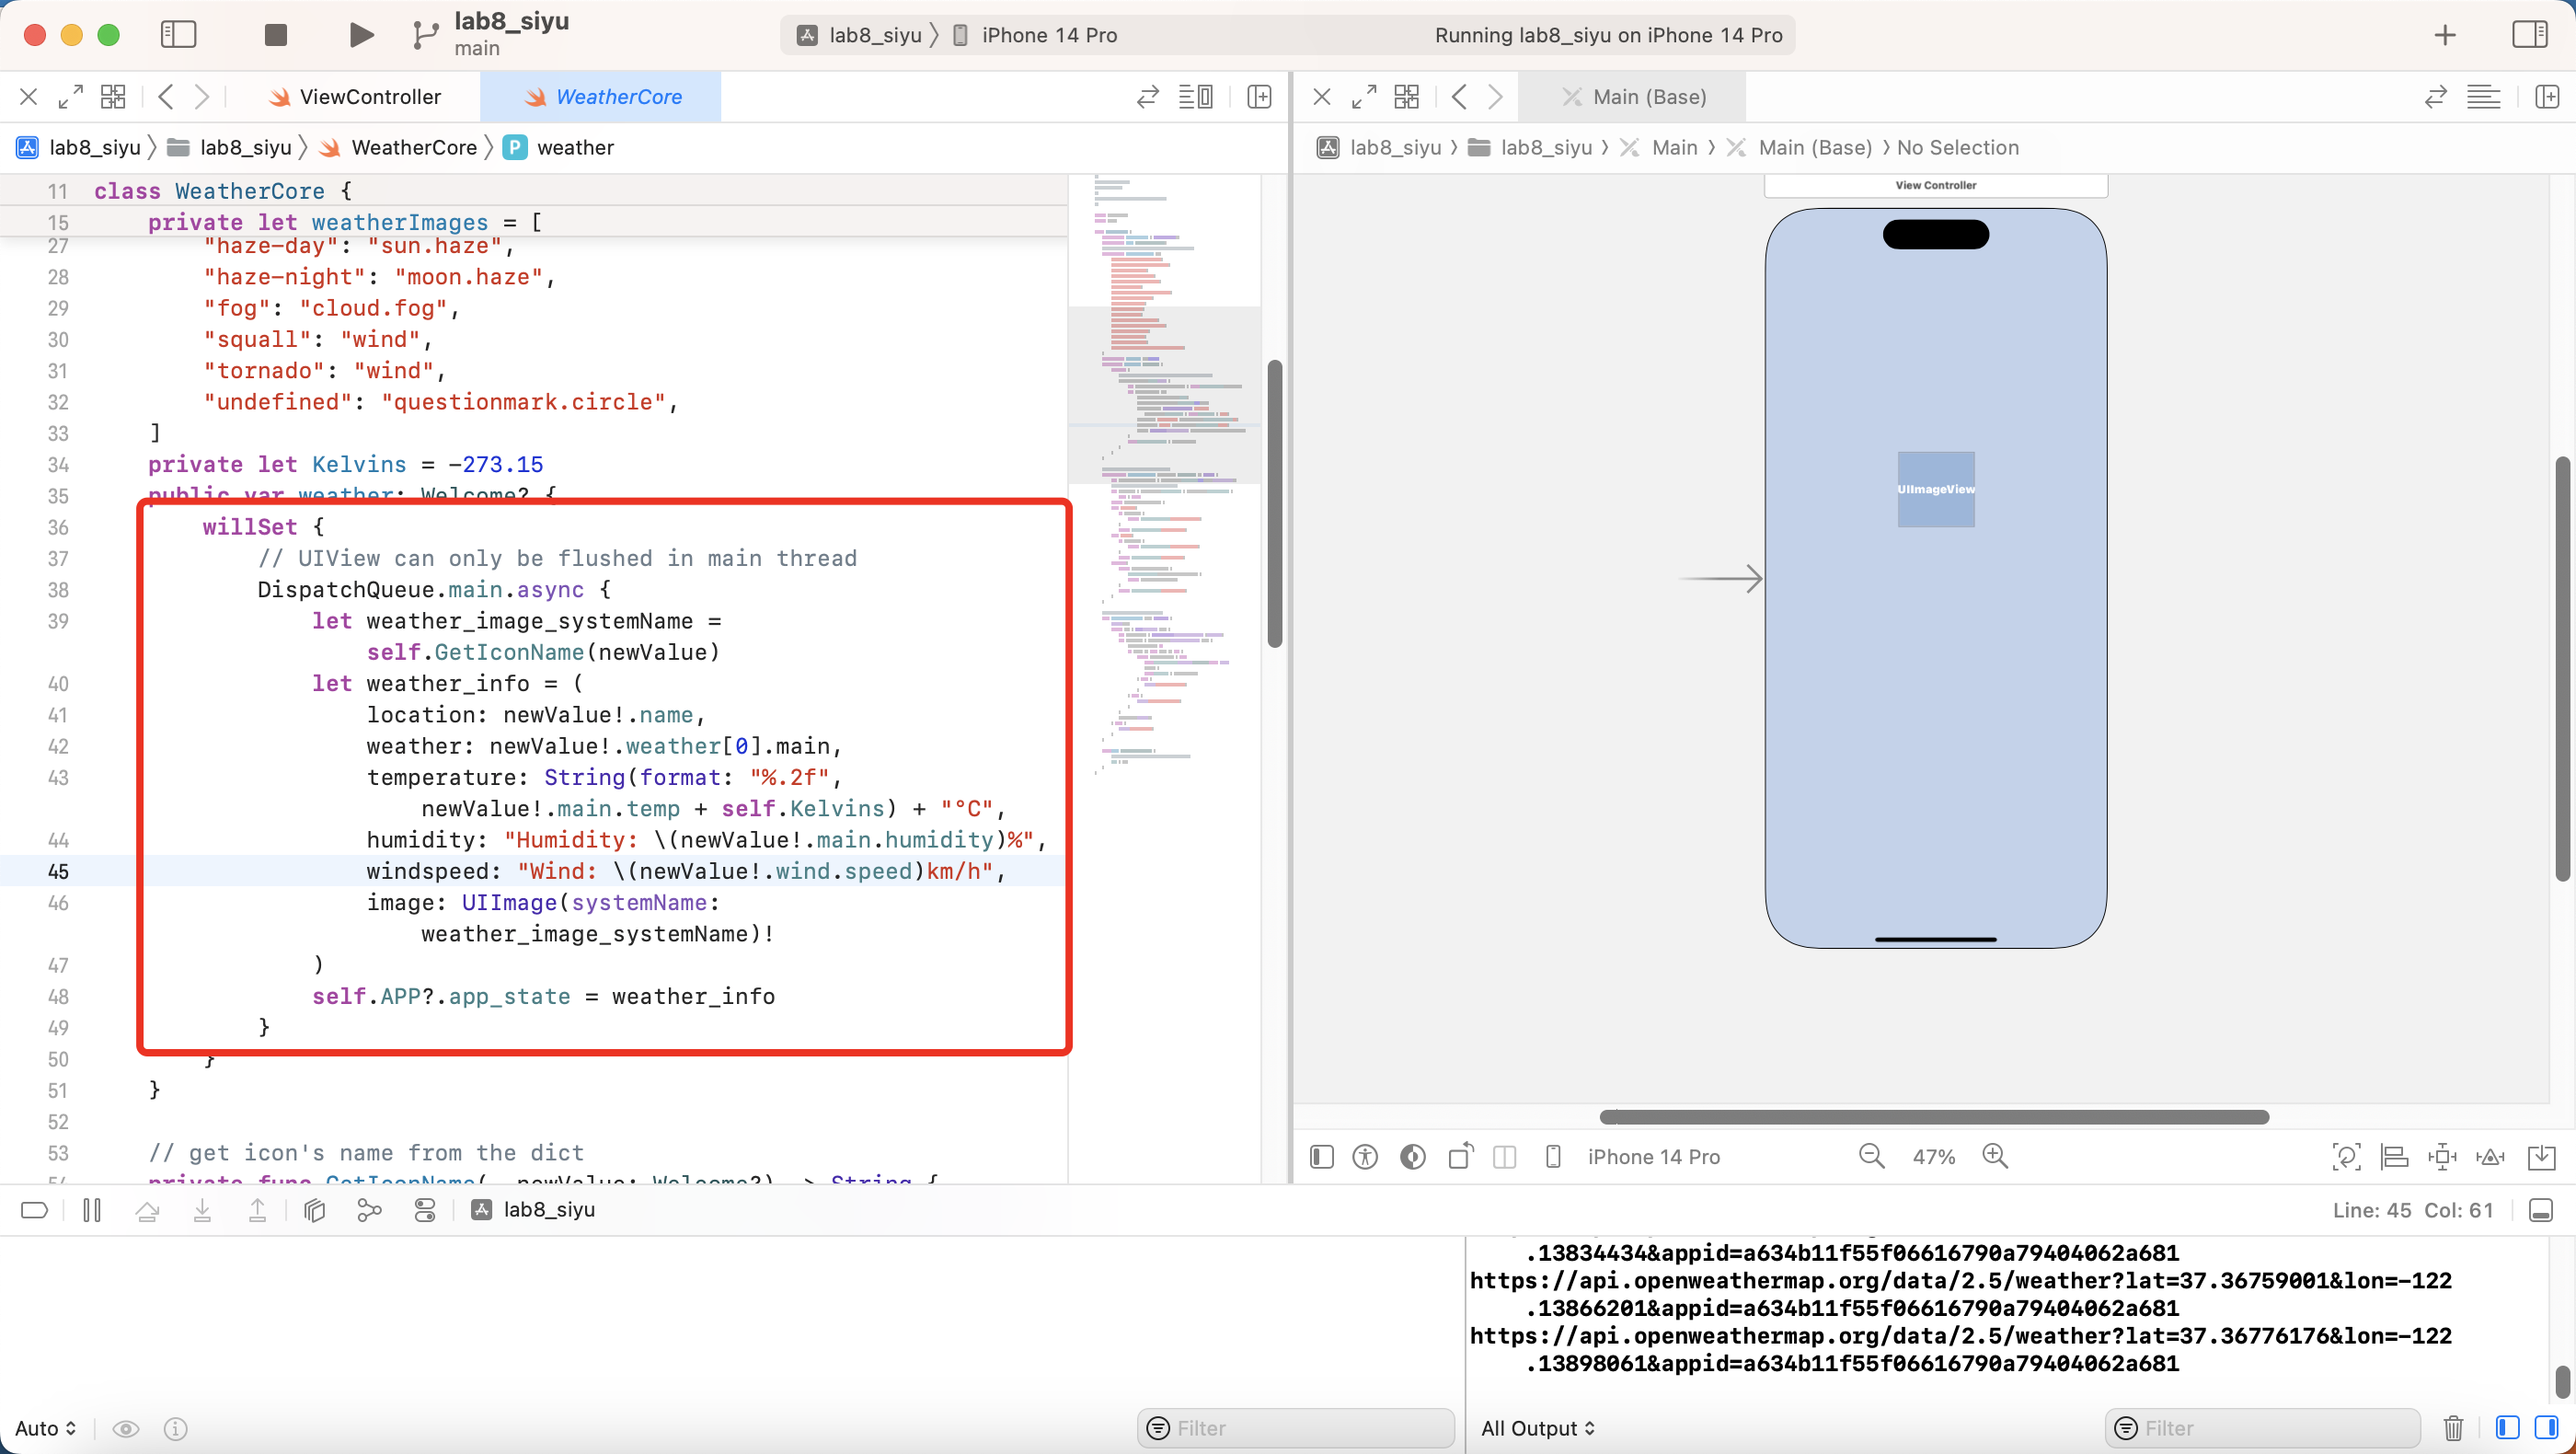 lab8_siyu
main
lab8_siyu 〉 iPhone 14 Pro
Running lab8_siyu on iPhone 14 Pro
ViewController
WeatherCore
Main (Base)
lab8_siyu 〉 lab8_siyu 〉 WeatherCore 〉 P weather
lab8_siyu 〉 lab8_siyu 〉 Main 〉 Main (Base) 〉 No Selection
11 class WeatherCore {
15 private let weatherImages = [
27 "haze-day": "sun.haze",
28 "haze-night": "moon.haze",
29 "fog": "cloud.fog",
30 "squall": "wind",
31 "tornado": "wind",
32 "undefined": "questionmark.circle",
33 ]
34 private let Kelvins = -273.15
35 public var weather: Welcome? {
36 willSet {
37 // UIView can only be flushed in main thread
38 DispatchQueue.main.async {
39 let weather_image_systemName =
self.GetIconName(newValue)
40 let weather_info = (
41 location: newValue!.name,
42 weather: newValue!.weather[0].main,
43 temperature: String(format: "%.2f",
newValue!.main.temp + self.Kelvins) + "°C",
44 humidity: "Humidity: \(newValue!.main.humidity)%",
45 windspeed: "Wind: \(newValue!.wind.speed)km/h",
46 image: UIImage(systemName:
weather_image_systemName)!
47 )
48 self.APP?.app_state = weather_info
49 }
50 }
51 }
52
53 // get icon's name from the dict
54 private func GetIconName(_ newValue: Welcome?) -> String {
View Controller
UIImageView
iPhone 14 Pro
47%
lab8_siyu
Line: 45 Col: 61
.13834434&appid=a634b11f55f06616790a79404062a681
https://api.openweathermap.org/data/2.5/weather?lat=37.36759001&lon=-122
.13866201&appid=a634b11f55f06616790a79404062a681
https://api.openweathermap.org/data/2.5/weather?lat=37.36776176&lon=-122
.13898061&appid=a634b11f55f06616790a79404062a681
Auto
Filter
All Output
Filter